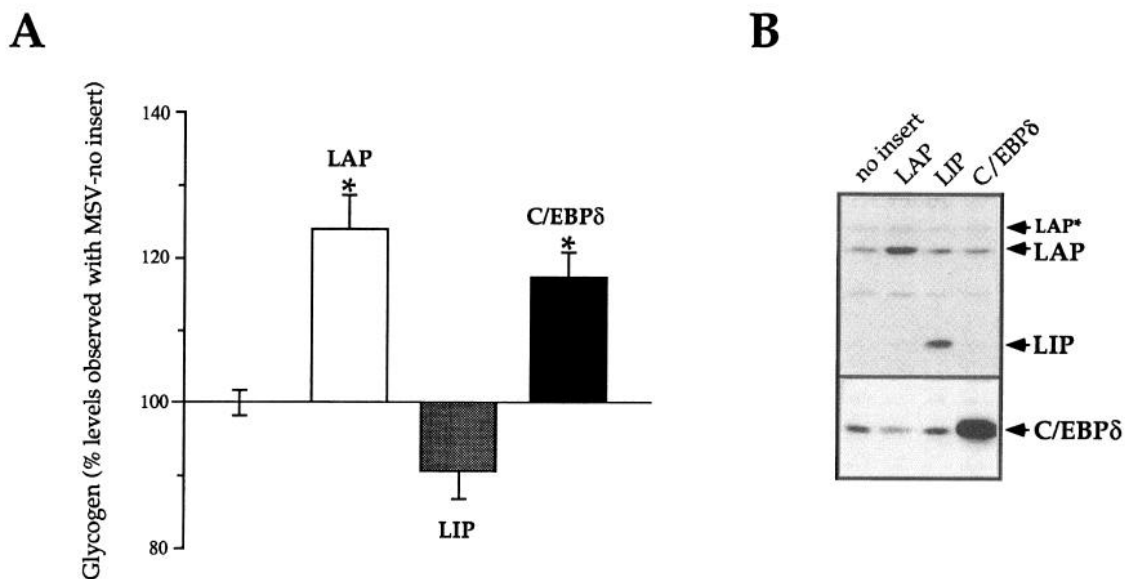 A
Glycogen (% levels observed with MSV-no insert)
140
120
100
80
LAP
*
LIP
C/EBPδ
*
B
no insert
LAP
LIP
C/EBPδ
LAP*
LAP
LIP
C/EBPδ